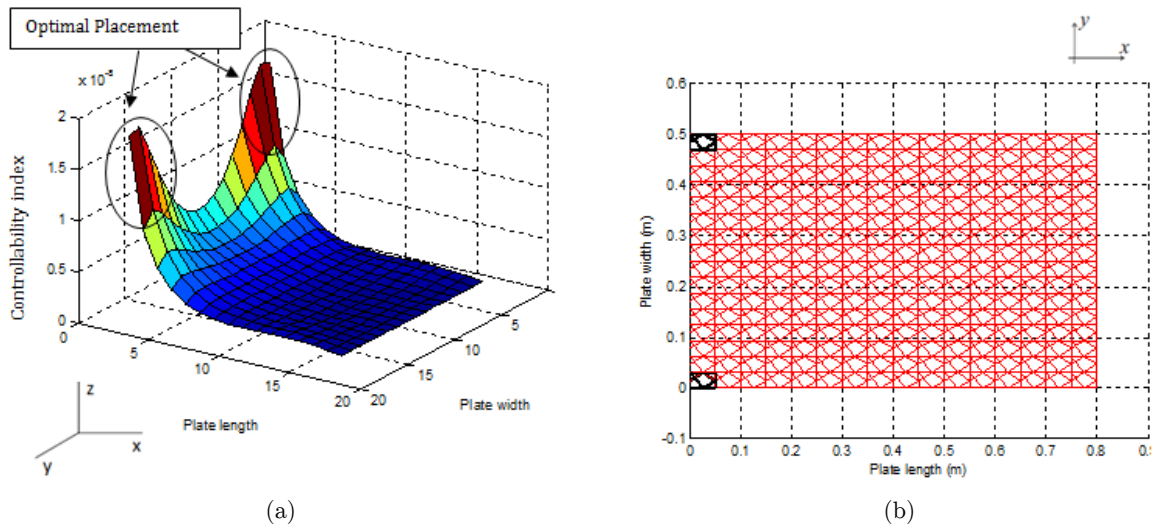 Optimal Placement
x 10⁻⁸
2
1.5
1
0.5
0
Controllability index
0
5
10
15
20
Plate length
20
15
10
5
Plate width
z
x
y
(a)
y
x
0.6
0.5
0.4
0.3
0.2
0.1
0
-0.1
Plate width (m)
0
0.1
0.2
0.3
0.4
0.5
0.6
0.7
0.8
Plate length (m)
(b)